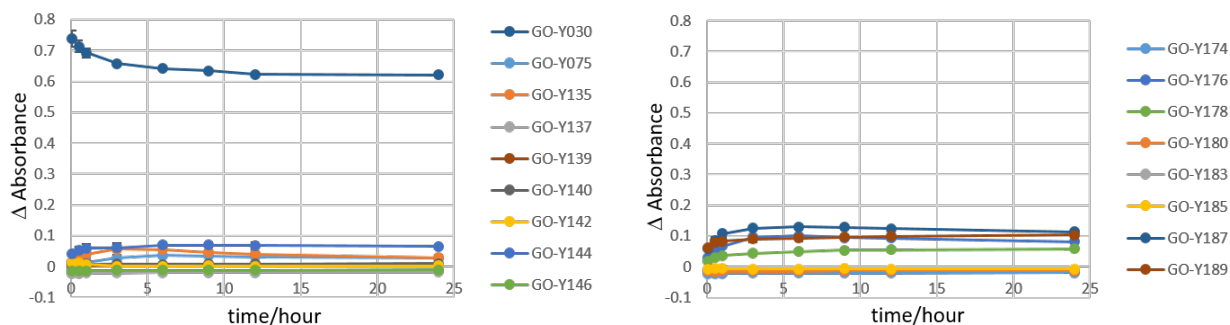 0.8
0.7
0.6
0.5
0.4
0.3
0.2
0.1
0
-0.1
Δ Absorbance
0 5 10 15 20 25
time/hour
GO-Y030
GO-Y075
GO-Y135
GO-Y137
GO-Y139
GO-Y140
GO-Y142
GO-Y144
GO-Y146
0.8
0.7
0.6
0.5
0.4
0.3
0.2
0.1
0
-0.1
Δ Absorbance
0 5 10 15 20 25
time/hour
GO-Y174
GO-Y176
GO-Y178
GO-Y180
GO-Y183
GO-Y185
GO-Y187
GO-Y189